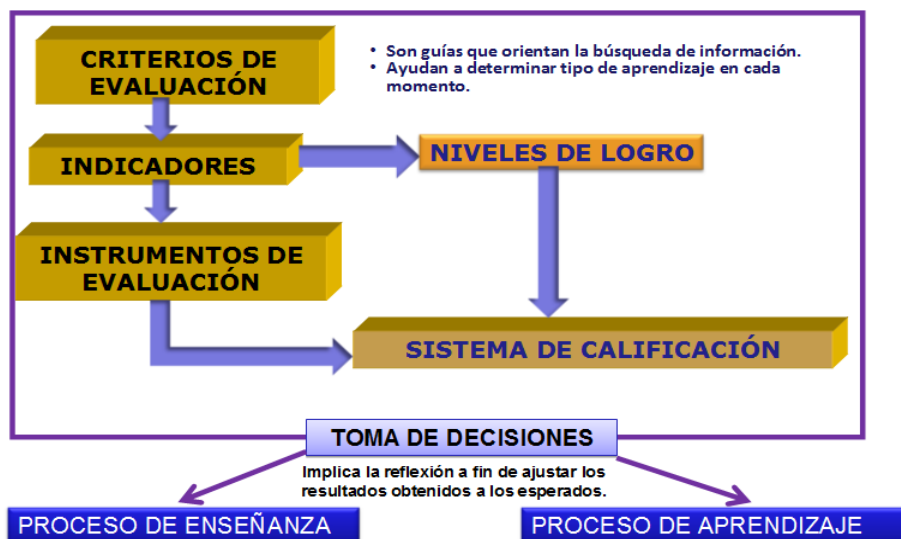 CRITERIOS DE
EVALUACIÓN
• Son guías que orientan la búsqueda de información.
• Ayudan a determinar tipo de aprendizaje en cada
momento.
INDICADORES
NIVELES DE LOGRO
INSTRUMENTOS DE
EVALUACIÓN
SISTEMA DE CALIFICACIÓN
TOMA DE DECISIONES
Implica la reflexión a fin de ajustar los
resultados obtenidos a los esperados.
PROCESO DE ENSEÑANZA
PROCESO DE APRENDIZAJE